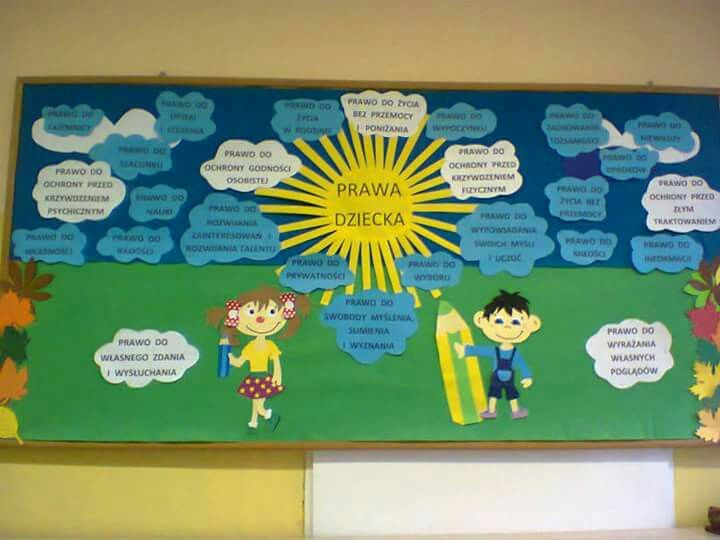 PRAWO DO
TAJEMNICY
PRAWO DO
OPIEKI
I LECZENIA
PRAWO DO
ŻYCIA
W RODZINIE
PRAWO DO ŻYCIA
BEZ PRZEMOCY
I PONIŻANIA
PRAWO DO
WYPOCZYNKU
PRAWO DO
ZACHOWANIA
TOŻSAMOŚCI
PRAWO DO
NIEWIEDZY
PRAWO DO
SZACUNKU
PRAWO DO
OCHRONY GODNOŚCI
OSOBISTEJ
PRAWO DO
OCHRONY PRZED
KRZYWDZENIEM
FIZYCZNYM
PRAWO DO
UPADKÓW
PRAWO DO
OCHRONY PRZED
KRZYWDZENIEM
PSYCHICZNYM
PRAWO DO
NAUKI
PRAWA
DZIECKA
PRAWO DO
ŻYCIA BEZ
PRZEMOCY
PRAWO DO
OCHRONY PRZED
ZŁYM
TRAKTOWANIEM
PRAWO DO
WŁASNOŚCI
PRAWO DO
RADOŚCI
PRAWO DO
ROZWIJANIA
ZAINTERESOWAŃ I
ROZWIJANIA TALENTU
PRAWO DO
WYPOWIADANIA
SWOICH MYŚLI
I UCZUĆ
PRAWO DO
MIŁOŚCI
PRAWO DO
INFORMACJI
PRAWO DO
PRYWATNOŚCI
PRAWO DO
WYBORU
PRAWO DO
SWOBODY MYŚLENIA,
SUMIENIA
I WYZNANIA
PRAWO DO
WŁASNEGO ZDANIA
I WYSŁUCHANIA
PRAWO DO
WYRAŻANIA
WŁASNYCH
POGLĄDÓW